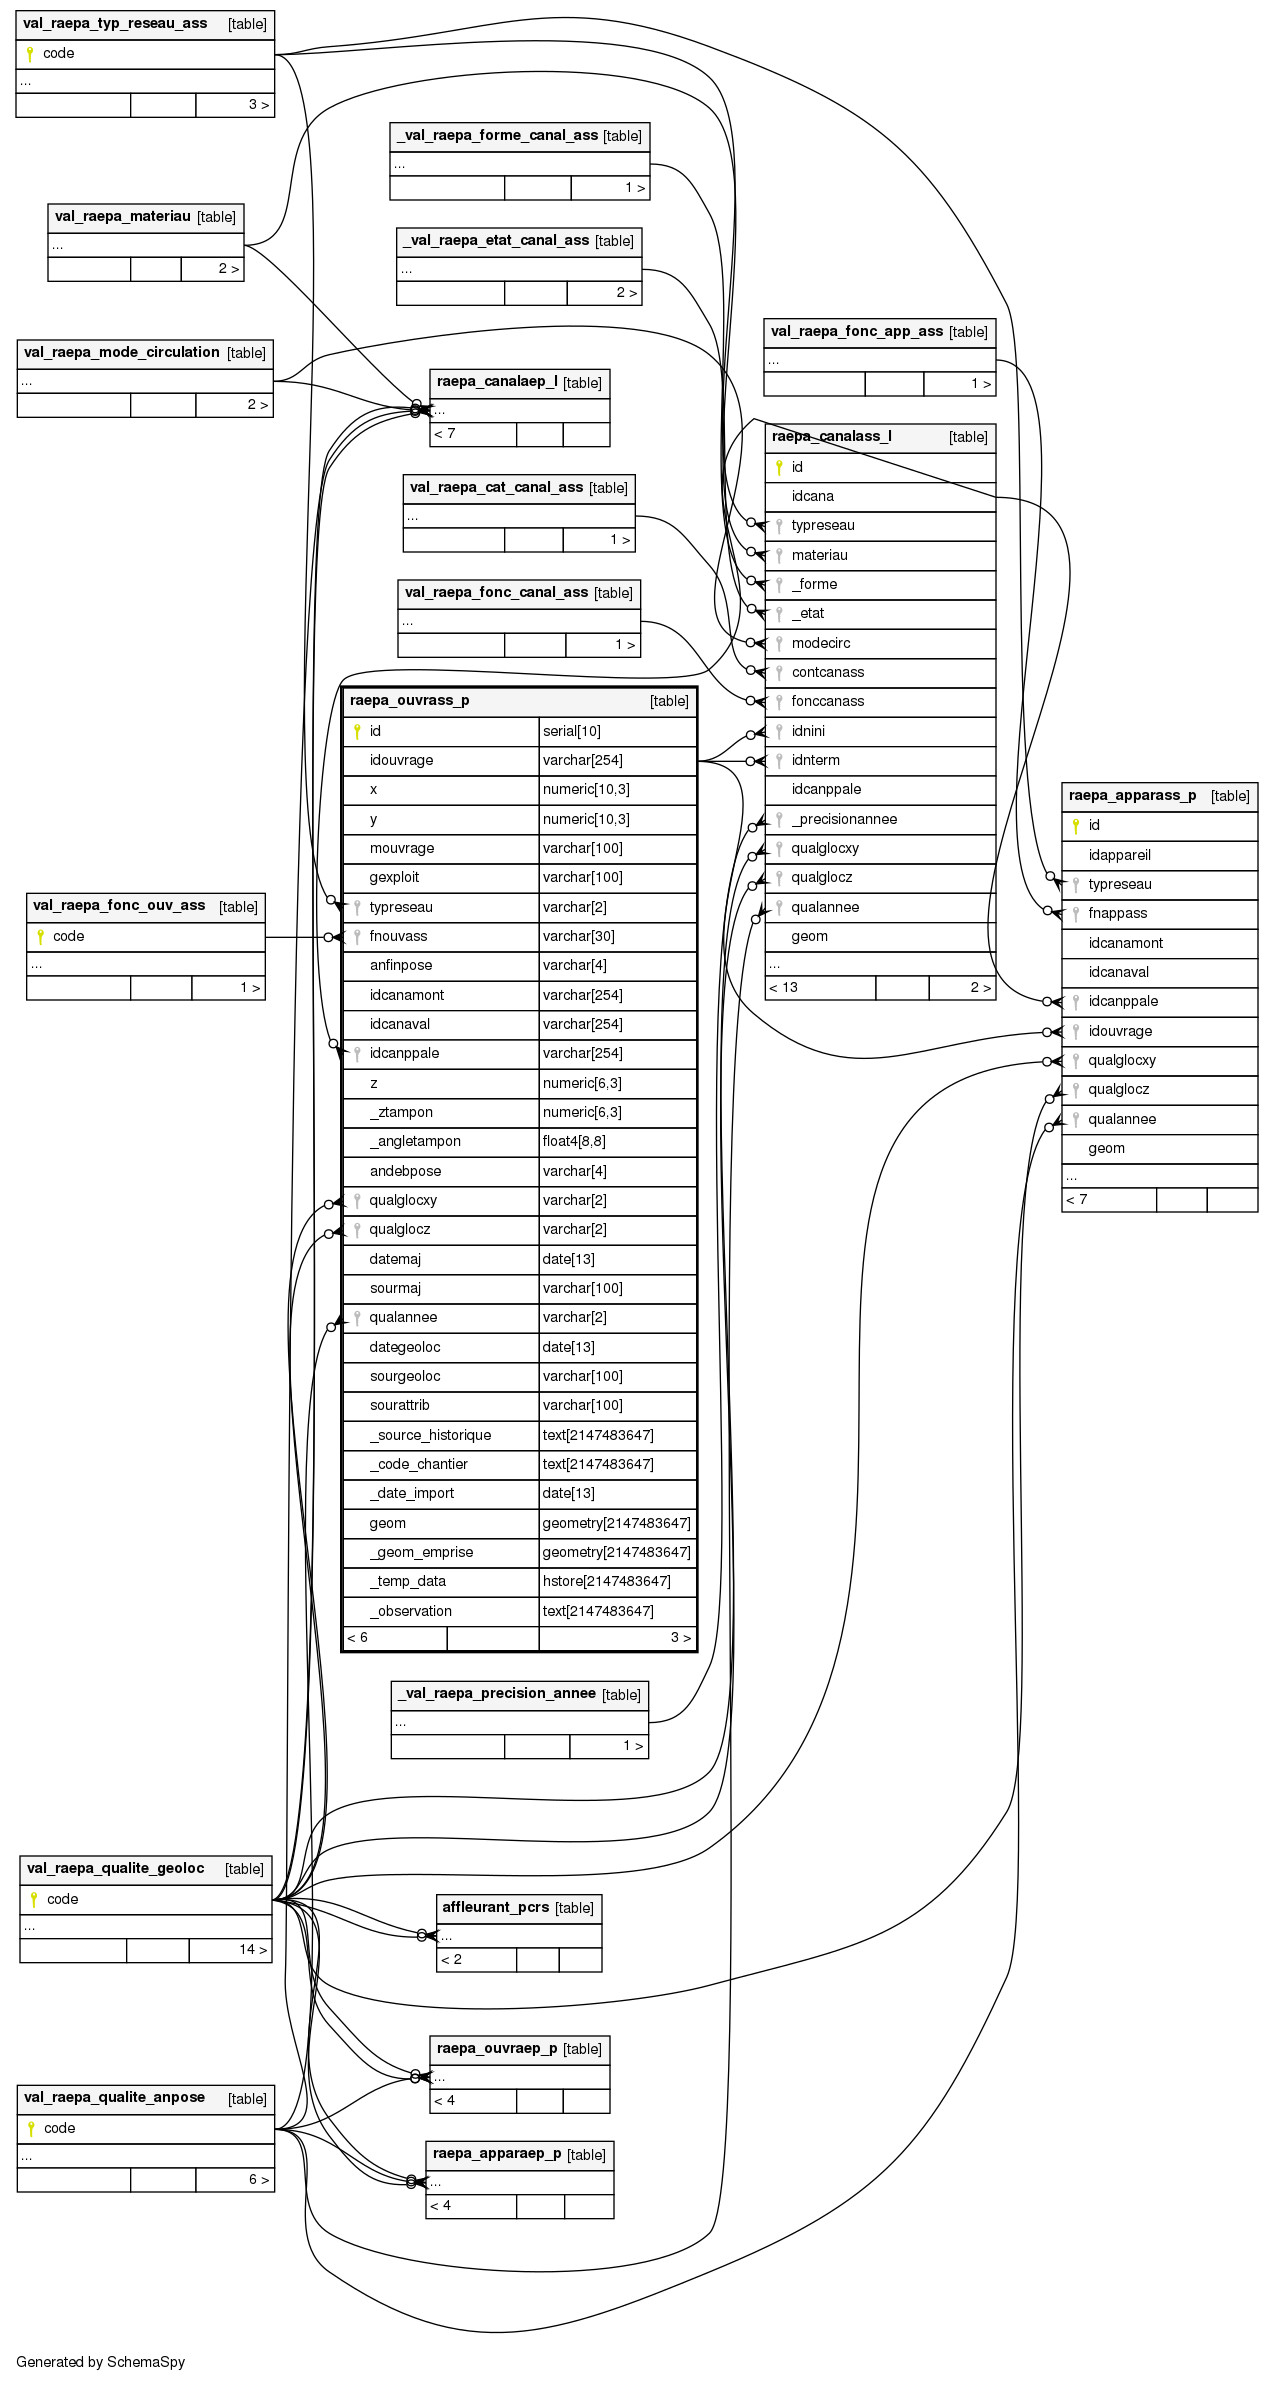 val_raepa_typ_reseau_ass [table]
code
...
3 >
_val_raepa_forme_canal_ass [table]
...
1 >
val_raepa_materiau [table]
...
2 >
_val_raepa_etat_canal_ass [table]
...
2 >
val_raepa_fonc_app_ass [table]
...
1 >
val_raepa_mode_circulation [table]
...
2 >
raepa_canalaep_l [table]
...
< 7
raepa_canalass_l [table]
id
idcana
typreseau
materiau
_forme
_etat
modecirc
contcanass
fonccanass
idnini
idnterm
idcanppale
_precisionannee
qualglocxy
qualglocz
qualannee
geom
...
< 13 2 >
val_raepa_cat_canal_ass [table]
...
1 >
val_raepa_fonc_canal_ass [table]
...
1 >
raepa_ouvrass_p [table]
id serial[10]
idouvrage varchar[254]
x numeric[10,3]
y numeric[10,3]
mouvrage varchar[100]
gexploit varchar[100]
typreseau varchar[2]
fnouvass varchar[30]
anfinpose varchar[4]
idcanamont varchar[254]
idcanaval varchar[254]
idcanppale varchar[254]
z numeric[6,3]
_ztampon numeric[6,3]
_angletampon float4[8,8]
andebpose varchar[4]
qualglocxy varchar[2]
qualglocz varchar[2]
datemaj date[13]
sourmaj varchar[100]
qualannee varchar[2]
dategeoloc date[13]
sourgeoloc varchar[100]
sourattrib varchar[100]
_source_historique text[2147483647]
_code_chantier text[2147483647]
_date_import date[13]
geom geometry[2147483647]
_geom_emprise geometry[2147483647]
_temp_data hstore[2147483647]
_observation text[2147483647]
< 6 3 >
raepa_apparass_p [table]
id
idappareil
typreseau
fnappass
idcanamont
idcanaval
idcanppale
idouvrage
qualglocxy
qualglocz
qualannee
geom
...
< 7
val_raepa_fonc_ouv_ass [table]
code
...
1 >
_val_raepa_precision_annee [table]
...
1 >
val_raepa_qualite_geoloc [table]
code
...
14 >
affleurant_pcrs [table]
...
< 2
raepa_ouvraep_p [table]
...
< 4
val_raepa_qualite_anpose [table]
code
...
6 >
raepa_apparaep_p [table]
...
< 4
Generated by SchemaSpy